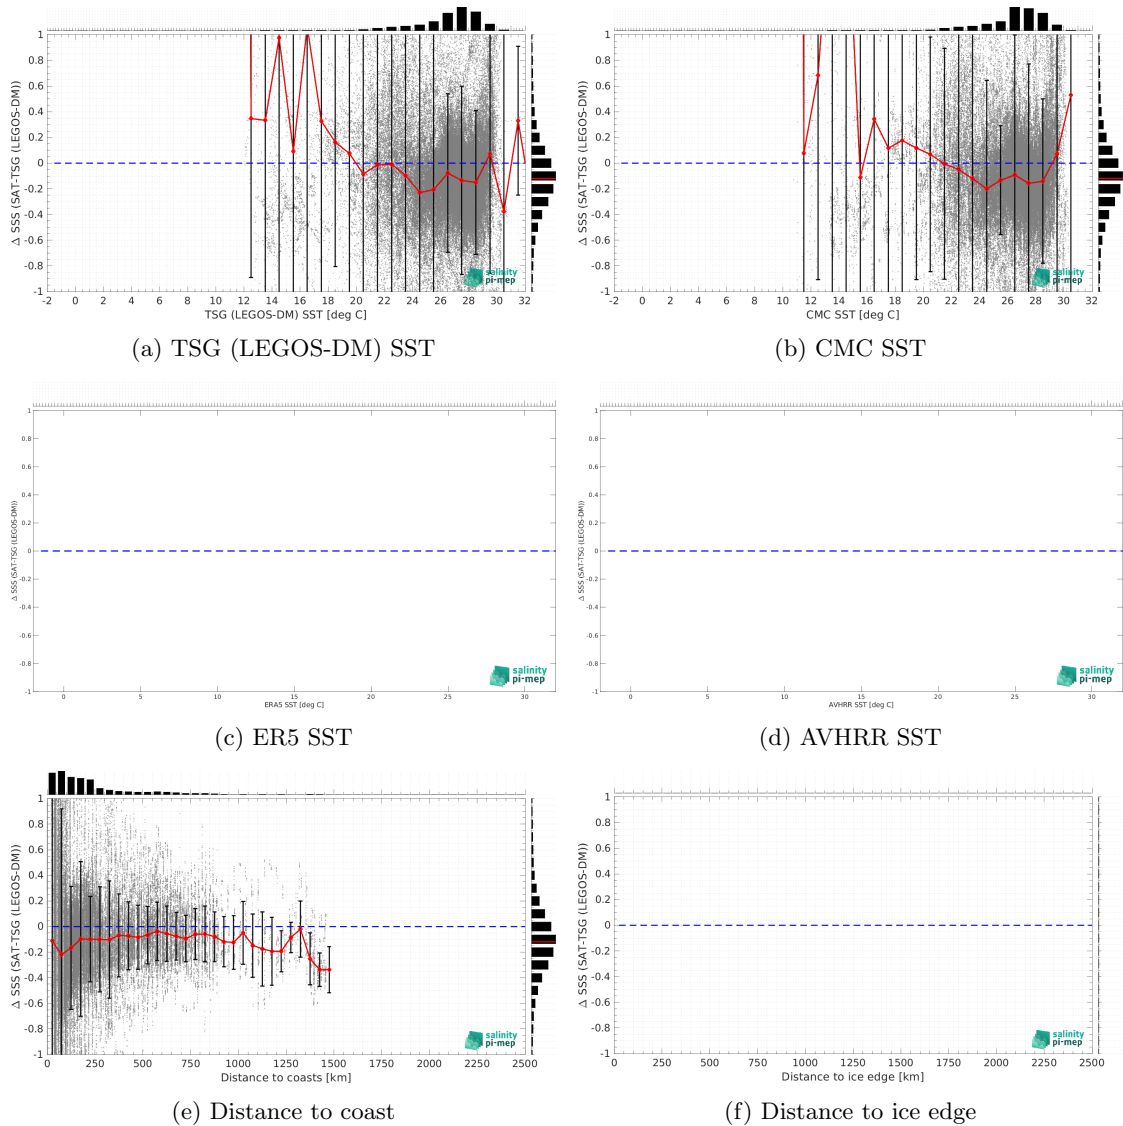 Δ SSS (SAT-TSG (LEGOS-DM))
1
0.8
0.6
0.4
0.2
0
-0.2
-0.4
-0.6
-0.8
-1
salinity
pi-mep
-2 0 2 4 6 8 10 12 14 16 18 20 22 24 26 28 30 32
TSG (LEGOS-DM) SST [deg C]
(a) TSG (LEGOS-DM) SST
Δ SSS (SAT-TSG (LEGOS-DM))
1
0.8
0.6
0.4
0.2
0
-0.2
-0.4
-0.6
-0.8
-1
salinity
pi-mep
-2 0 2 4 6 8 10 12 14 16 18 20 22 24 26 28 30 32
CMC SST [deg C]
(b) CMC SST
Δ SSS (SAT-TSG (LEGOS-DM))
1
0.8
0.6
0.4
0.2
0
-0.2
-0.4
-0.6
-0.8
-1
salinity
pi-mep
0 5 10 15 20 25 30
ERA5 SST [deg C]
(c) ER5 SST
Δ SSS (SAT-TSG (LEGOS-DM))
1
0.8
0.6
0.4
0.2
0
-0.2
-0.4
-0.6
-0.8
-1
salinity
pi-mep
0 5 10 15 20 25 30
AVHRR SST [deg C]
(d) AVHRR SST
Δ SSS (SAT-TSG (LEGOS-DM))
1
0.8
0.6
0.4
0.2
0
-0.2
-0.4
-0.6
-0.8
-1
salinity
pi-mep
0 250 500 750 1000 1250 1500 1750 2000 2250 2500
Distance to coasts [km]
(e) Distance to coast
Δ SSS (SAT-TSG (LEGOS-DM))
1
0.8
0.6
0.4
0.2
0
-0.2
-0.4
-0.6
-0.8
-1
salinity
pi-mep
0 250 500 750 1000 1250 1500 1750 2000 2250 2500
Distance to ice edge [km]
(f) Distance to ice edge